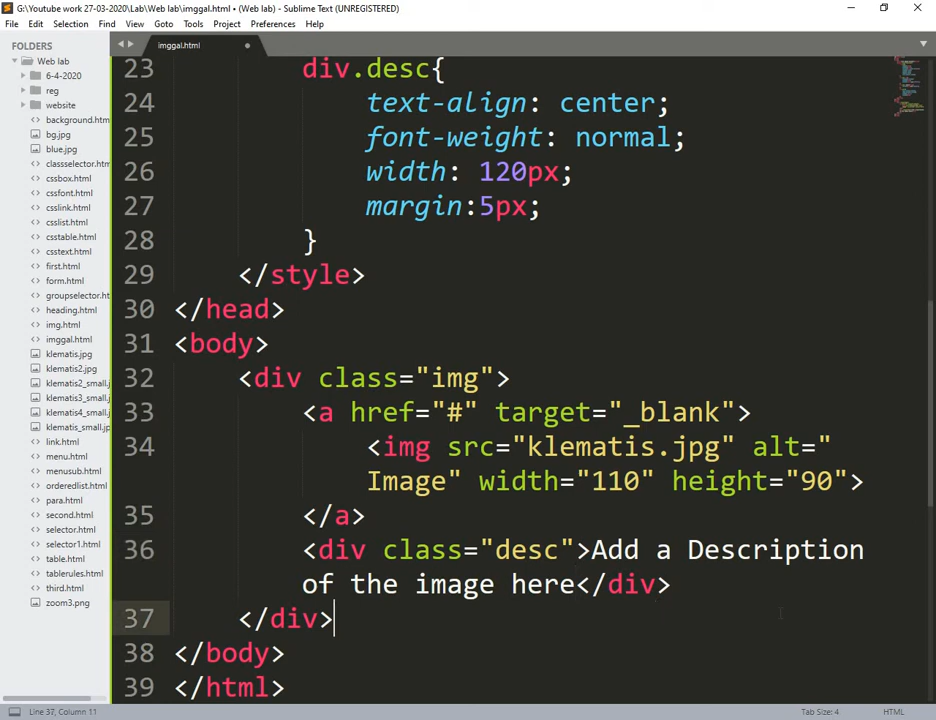 G:\Youtube work 27-03-2020\Lab\Web lab\imggal.html • (Web lab) - Sublime Text (UNREGISTERED)
File Edit Selection Find View Goto Tools Project Preferences Help
FOLDERS
Web lab
6-4-2020
reg
website
background.htm
bg.jpg
blue.jpg
classselector.htm
cssbox.html
cssfont.html
csslink.html
csslist.html
csstable.html
csstext.html
first.html
form.html
groupselector.ht
heading.html
img.html
imggal.html
klematis.jpg
klematis2.jpg
klematis2_small.j
klematis3_small.j
klematis4_small.j
klematis_small.jp
link.html
menu.html
menusub.html
orderedlist.html
para.html
second.html
selector.html
selector1.html
table.html
tablerules.html
third.html
zoom3.png
imggal.html
23 div.desc{
24 text-align: center;
25 font-weight: normal;
26 width: 120px;
27 margin:5px;
28 }
29 </style>
30 </head>
31 <body>
32 <div class="img">
33 <a href="#" target="_blank">
34 <img src="klematis.jpg" alt="
Image" width="110" height="90">
35 </a>
36 <div class="desc">Add a Description
of the image here</div>
37 </div>
38 </body>
39 </html>
Line 37, Column 11 Tab Size: 4 HTML